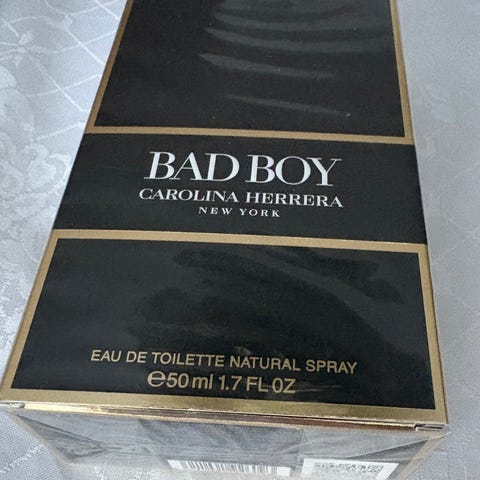 BAD BOY
CAROLINA HERRERA
NEW YORK
EAU DE TOILETTE NATURAL SPRAY
℮50 ml 1.7 FL OZ